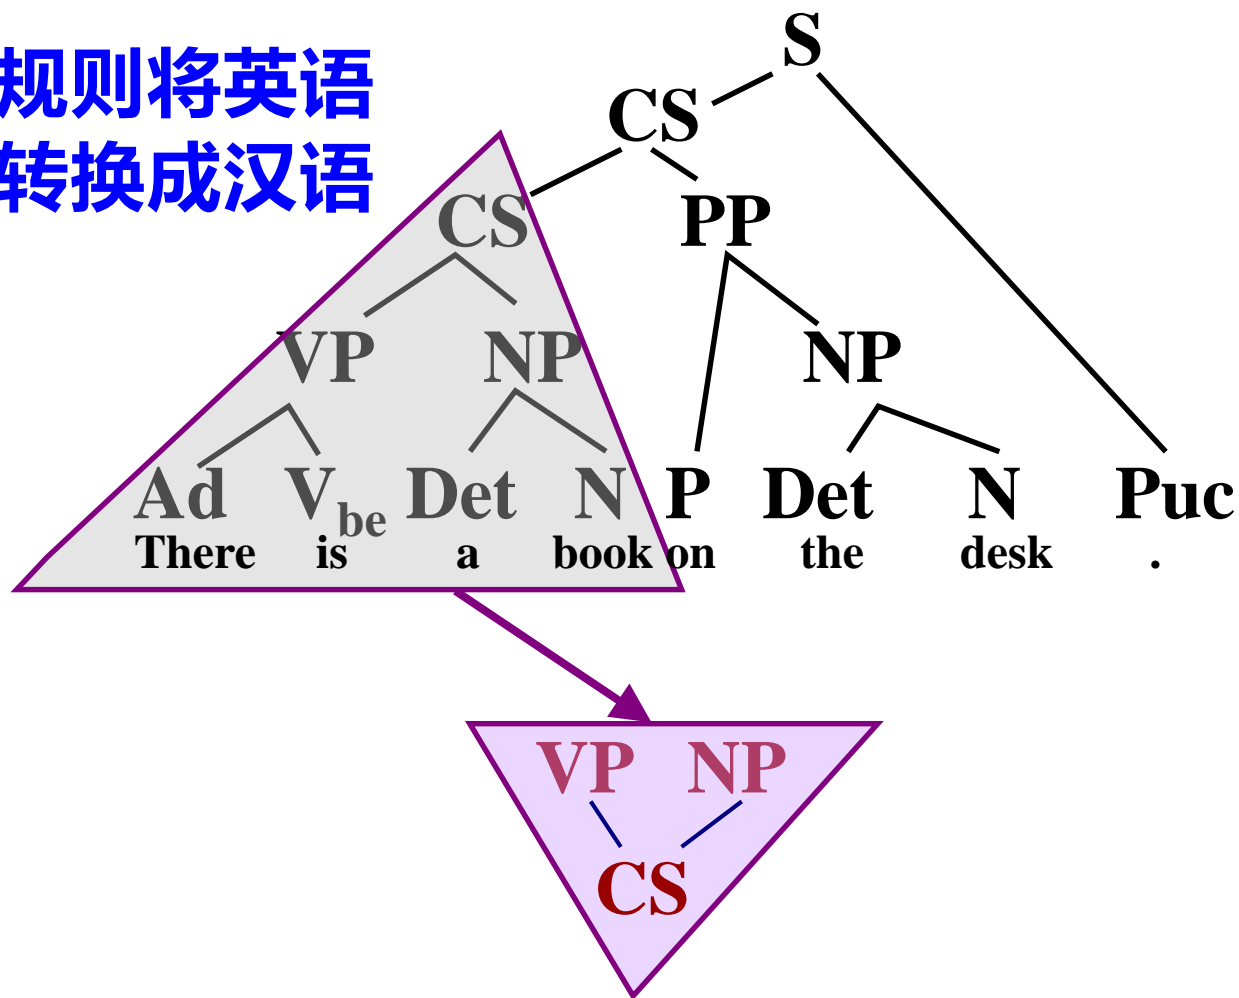 规则将英语
转换成汉语
S
CS
CS PP
VP NP NP
Ad Vbe Det N P Det N Puc
There is a book on the desk .
VP NP
CS